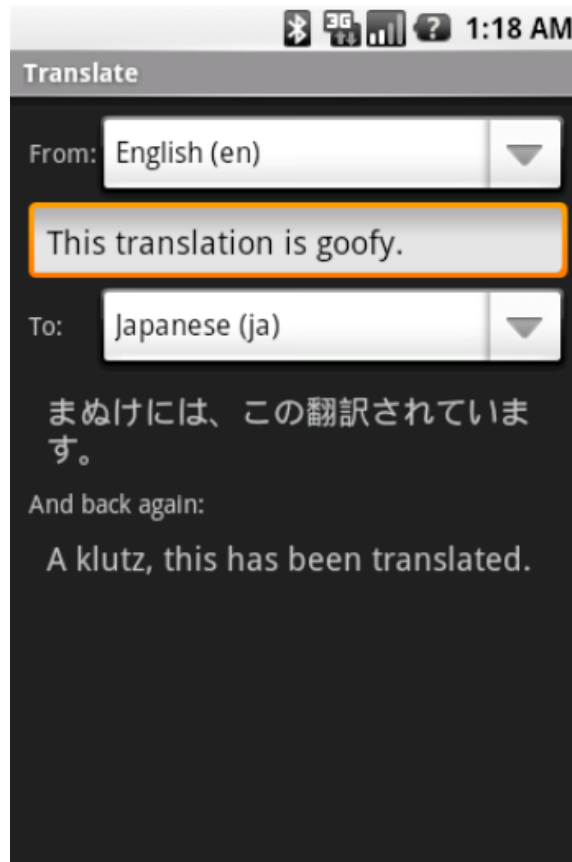 3G 1:18 AM
Translate
From: English (en)
This translation is goofy.
To: Japanese (ja)
まぬけには、この翻訳されていま
す。
And back again:
A klutz, this has been translated.